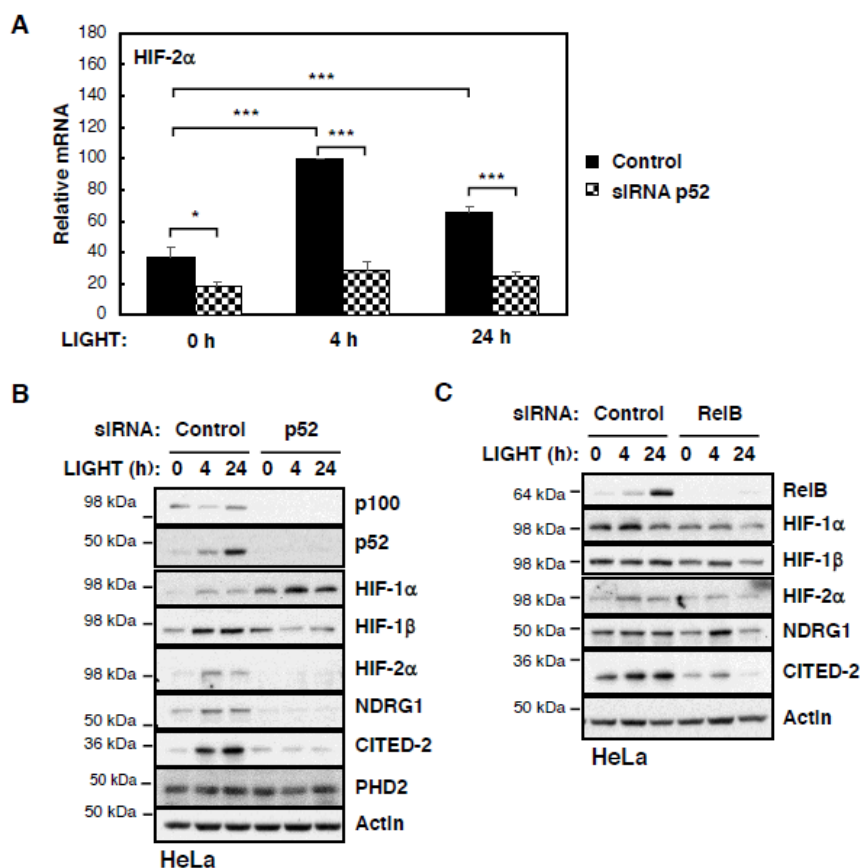 A
180
160
140
120
100
80
60
40
20
0
Relative mRNA
HIF-2α
***
***
***
***
*
Control
siRNA p52
LIGHT: 0 h 4 h 24 h
B
siRNA: Control p52
LIGHT (h): 0 4 24 0 4 24
98 kDa p100
50 kDa p52
98 kDa HIF-1α
98 kDa HIF-1β
98 kDa HIF-2α
50 kDa NDRG1
36 kDa CITED-2
50 kDa PHD2
50 kDa Actin
HeLa
C
siRNA: Control RelB
LIGHT (h): 0 4 24 0 4 24
64 kDa RelB
98 kDa HIF-1α
98 kDa HIF-1β
98 kDa HIF-2α
50 kDa NDRG1
36 kDa CITED-2
50 kDa Actin
HeLa